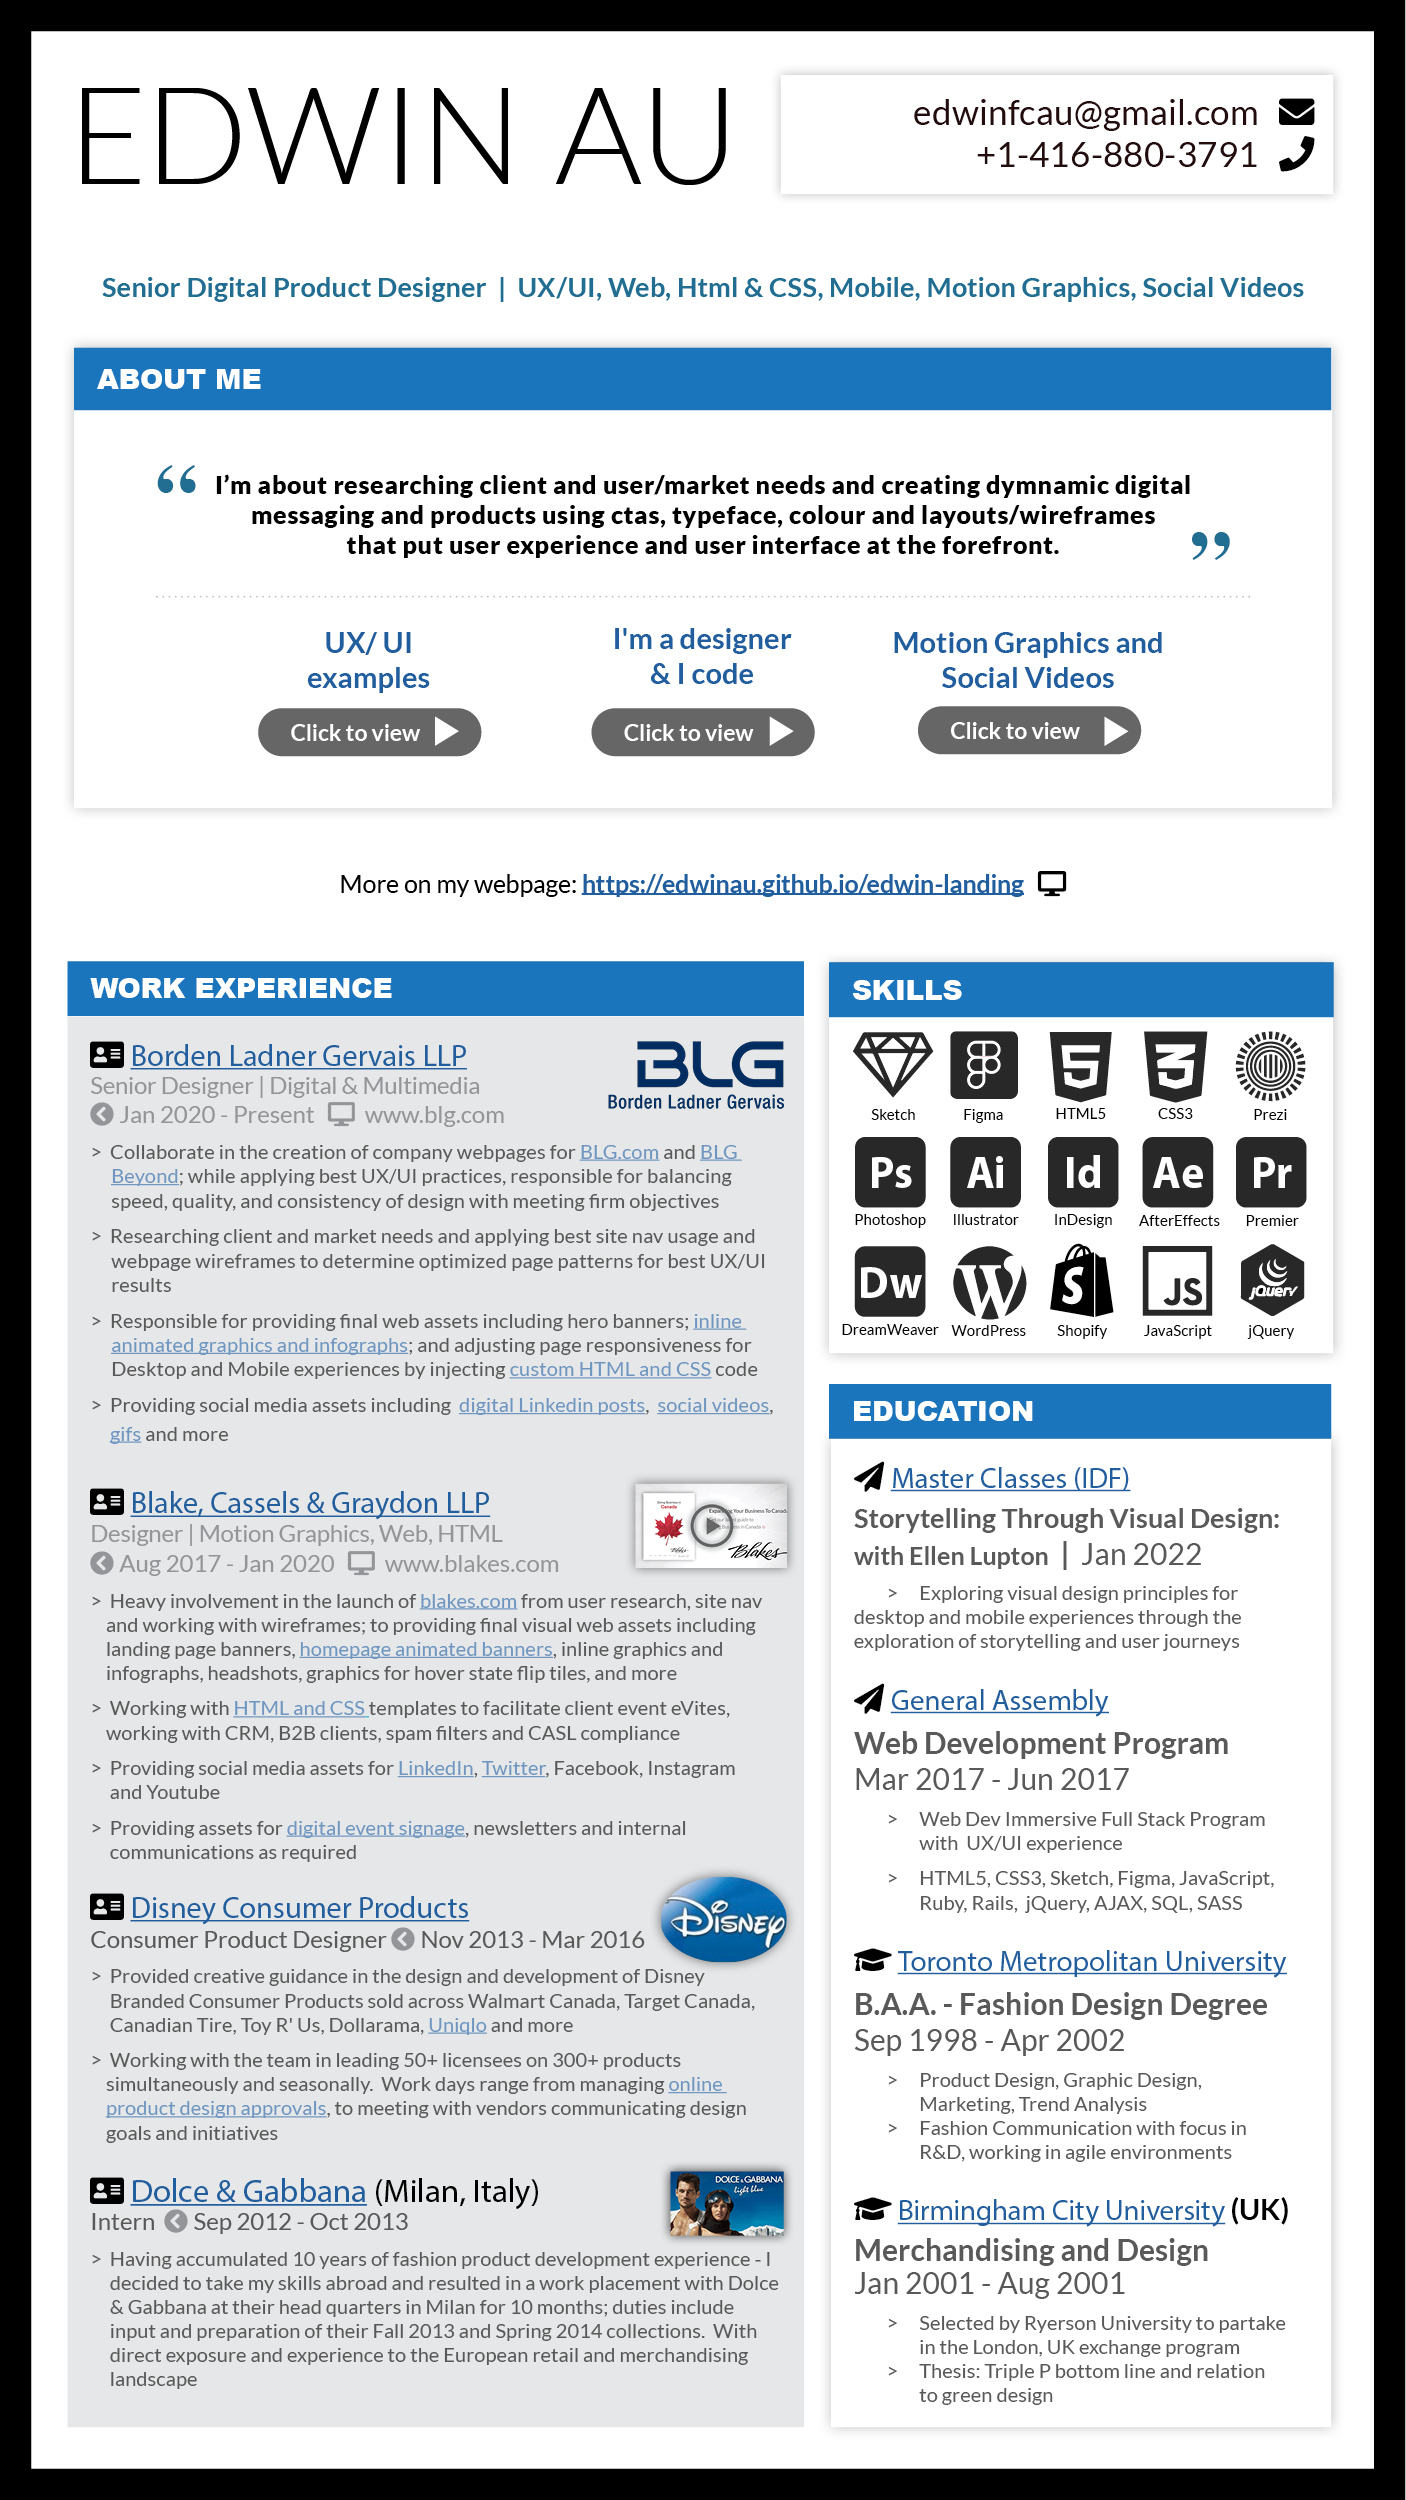 EDWIN AU
edwinfcau@gmail.com
+1-416-880-3791
Senior Digital Product Designer | UX/UI, Web, Html & CSS, Mobile, Motion Graphics, Social Videos
ABOUT ME
“ I’m about researching client and user/market needs and creating dymnamic digital
messaging and products using ctas, typeface, colour and layouts/wireframes
that put user experience and user interface at the forefront. ”
UX/ UI
examples
Click to view
I'm a designer
& I code
Click to view
Motion Graphics and
Social Videos
Click to view
More on my webpage: https://edwinau.github.io/edwin-landing
WORK EXPERIENCE
Borden Ladner Gervais LLP
Senior Designer | Digital & Multimedia
Jan 2020 - Present www.blg.com
BLG
Borden Ladner Gervais
> Collaborate in the creation of company webpages for BLG.com and BLG
Beyond; while applying best UX/UI practices, responsible for balancing
speed, quality, and consistency of design with meeting firm objectives
> Researching client and market needs and applying best site nav usage and
webpage wireframes to determine optimized page patterns for best UX/UI
results
> Responsible for providing final web assets including hero banners; inline
animated graphics and infographs; and adjusting page responsiveness for
Desktop and Mobile experiences by injecting custom HTML and CSS code
> Providing social media assets including digital Linkedin posts, social videos,
gifs and more
Blake, Cassels & Graydon LLP
Designer | Motion Graphics, Web, HTML
Aug 2017 - Jan 2020 www.blakes.com
Canada
Your Business To Canada
Blakes
> Heavy involvement in the launch of blakes.com from user research, site nav
and working with wireframes; to providing final visual web assets including
landing page banners, homepage animated banners, inline graphics and
infographs, headshots, graphics for hover state flip tiles, and more
> Working with HTML and CSS templates to facilitate client event eVites,
working with CRM, B2B clients, spam filters and CASL compliance
> Providing social media assets for LinkedIn, Twitter, Facebook, Instagram
and Youtube
> Providing assets for digital event signage, newsletters and internal
communications as required
Disney Consumer Products
Consumer Product Designer Nov 2013 - Mar 2016
Disney
> Provided creative guidance in the design and development of Disney
Branded Consumer Products sold across Walmart Canada, Target Canada,
Canadian Tire, Toy R' Us, Dollarama, Uniqlo and more
> Working with the team in leading 50+ licensees on 300+ products
simultaneously and seasonally. Work days range from managing online
product design approvals, to meeting with vendors communicating design
goals and initiatives
Dolce & Gabbana (Milan, Italy)
Intern Sep 2012 - Oct 2013
DOLCE & GABBANA
light blue
> Having accumulated 10 years of fashion product development experience - I
decided to take my skills abroad and resulted in a work placement with Dolce
& Gabbana at their head quarters in Milan for 10 months; duties include
input and preparation of their Fall 2013 and Spring 2014 collections. With
direct exposure and experience to the European retail and merchandising
landscape
SKILLS
Sketch Figma HTML5 CSS3 Prezi
Ps Ai Id Ae Pr
Photoshop Illustrator InDesign AfterEffects Premier
Dw W S JS jQuery
DreamWeaver WordPress Shopify JavaScript jQuery
EDUCATION
Master Classes (IDF)
Storytelling Through Visual Design:
with Ellen Lupton | Jan 2022
> Exploring visual design principles for
desktop and mobile experiences through the
exploration of storytelling and user journeys
General Assembly
Web Development Program
Mar 2017 - Jun 2017
> Web Dev Immersive Full Stack Program
with UX/UI experience
> HTML5, CSS3, Sketch, Figma, JavaScript,
Ruby, Rails, jQuery, AJAX, SQL, SASS
Toronto Metropolitan University
B.A.A. - Fashion Design Degree
Sep 1998 - Apr 2002
> Product Design, Graphic Design,
Marketing, Trend Analysis
> Fashion Communication with focus in
R&D, working in agile environments
Birmingham City University (UK)
Merchandising and Design
Jan 2001 - Aug 2001
> Selected by Ryerson University to partake
in the London, UK exchange program
> Thesis: Triple P bottom line and relation
to green design